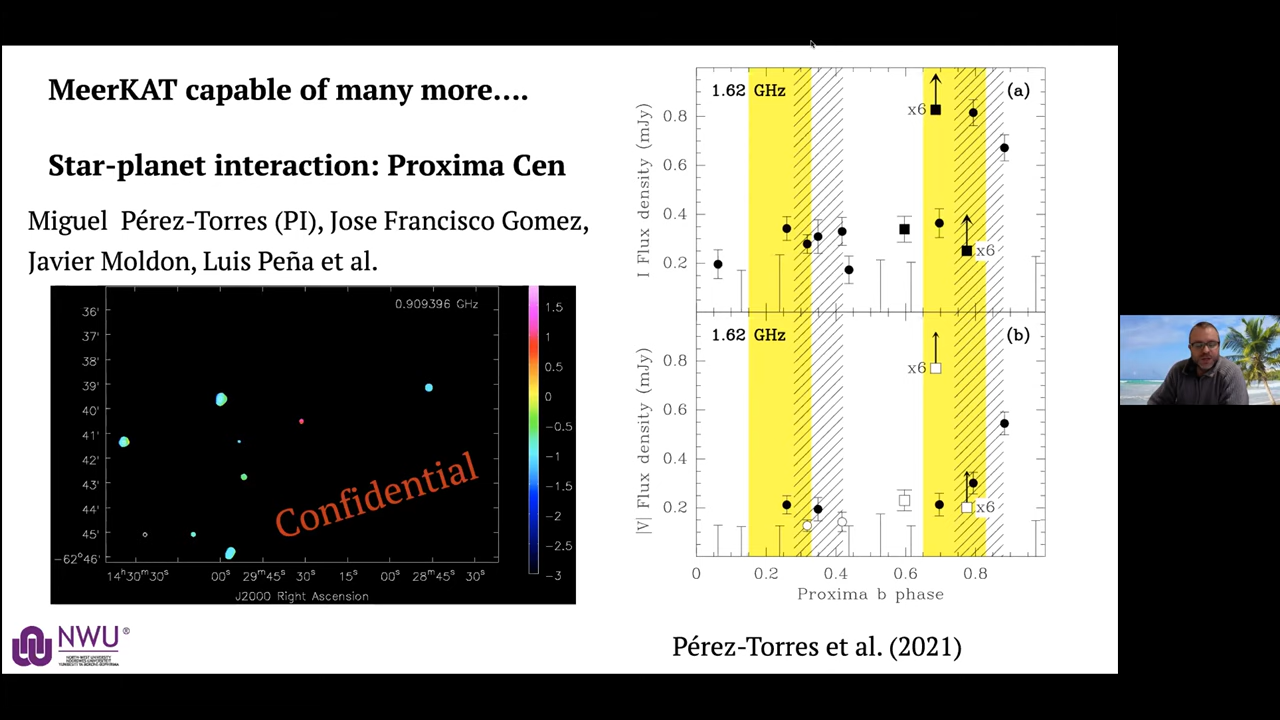 MeerKAT capable of many more....
Star-planet interaction: Proxima Cen
Miguel Pérez-Torres (PI), Jose Francisco Gomez,
Javier Moldon, Luis Peña et al.
0.909396 GHz
36'
37'
38'
39'
40'
41'
42'
43'
44'
45'
-62°46'
14ʰ30ᵐ30ˢ 00ˢ 29ᵐ45ˢ 30ˢ 15ˢ 00ˢ 28ᵐ45ˢ 30ˢ
J2000 Right Ascension
1.5
1
0.5
0
-0.5
-1
-1.5
-2
-2.5
-3
Confidential
NWU®
1.62 GHz
(a)
x6
x6
I Flux density (mJy)
0.8
0.6
0.4
0.2
1.62 GHz
(b)
x6
x6
|V| Flux density (mJy)
0.8
0.6
0.4
0.2
0 0.2 0.4 0.6 0.8
Proxima b phase
Pérez-Torres et al. (2021)